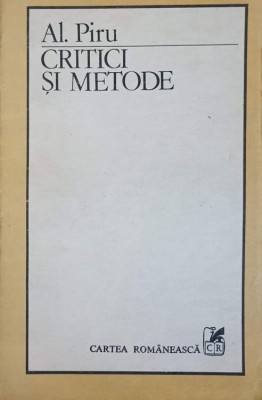 Al. Piru
CRITICI
ȘI METODE
CARTEA ROMÂNEASCĂ
CR